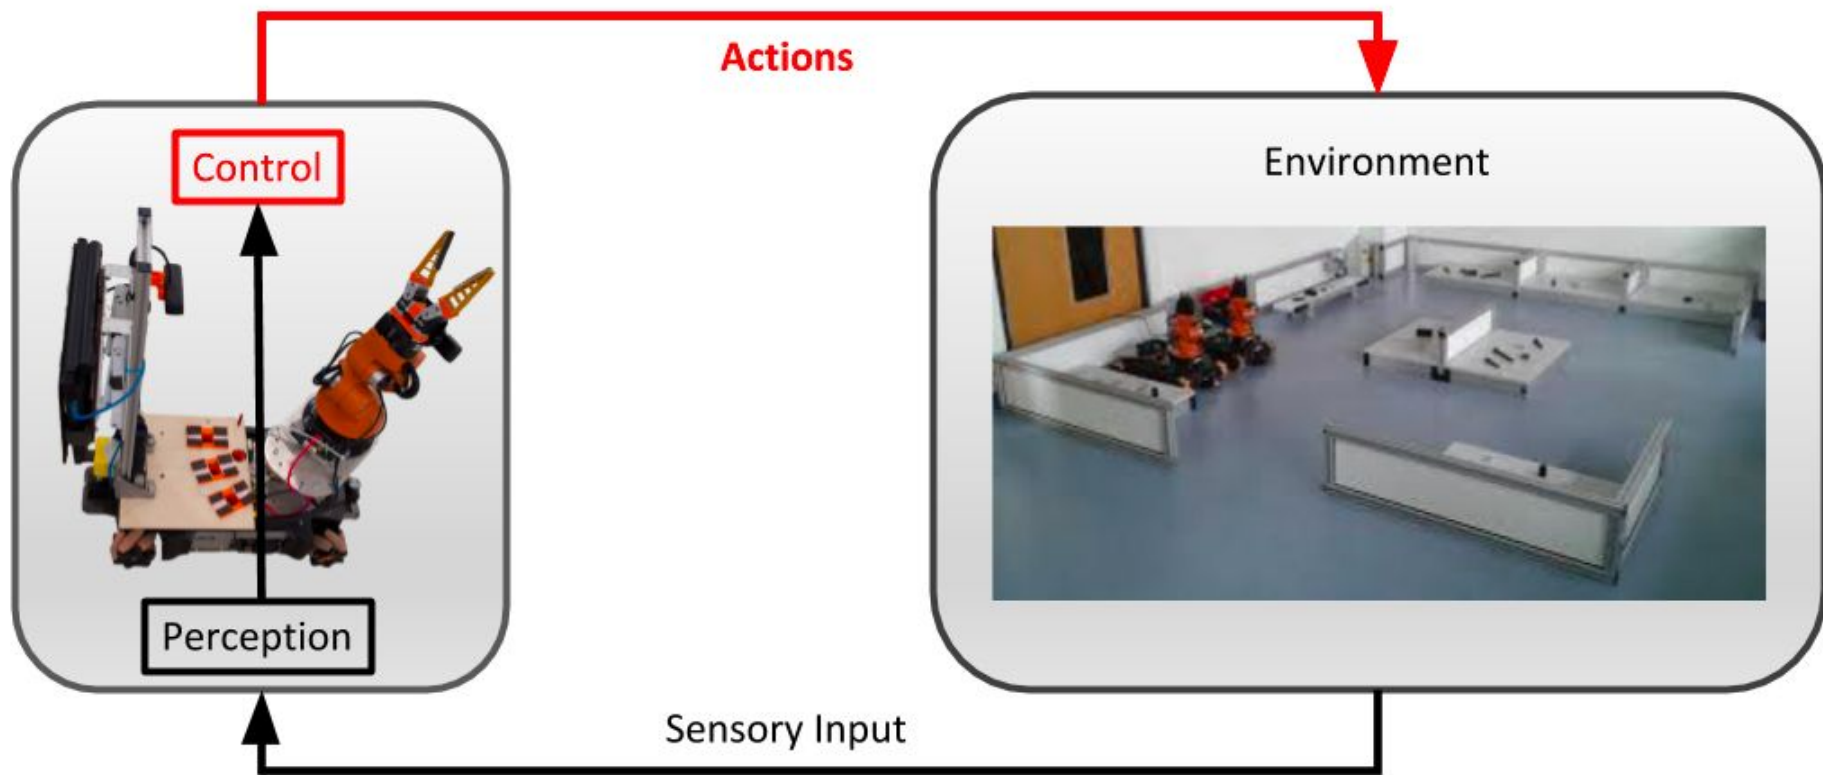 Actions
Control
Environment
Perception
Sensory Input